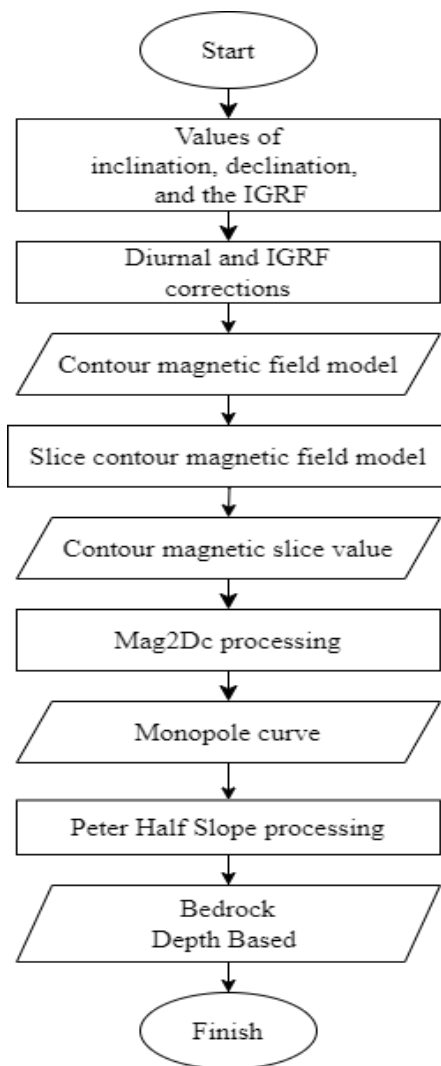 Start
Values of
inclination, declination,
and the IGRF
Diurnal and IGRF
corrections
Contour magnetic field model
Slice contour magnetic field model
Contour magnetic slice value
Mag2Dc processing
Monopole curve
Peter Half Slope processing
Bedrock
Depth Based
Finish